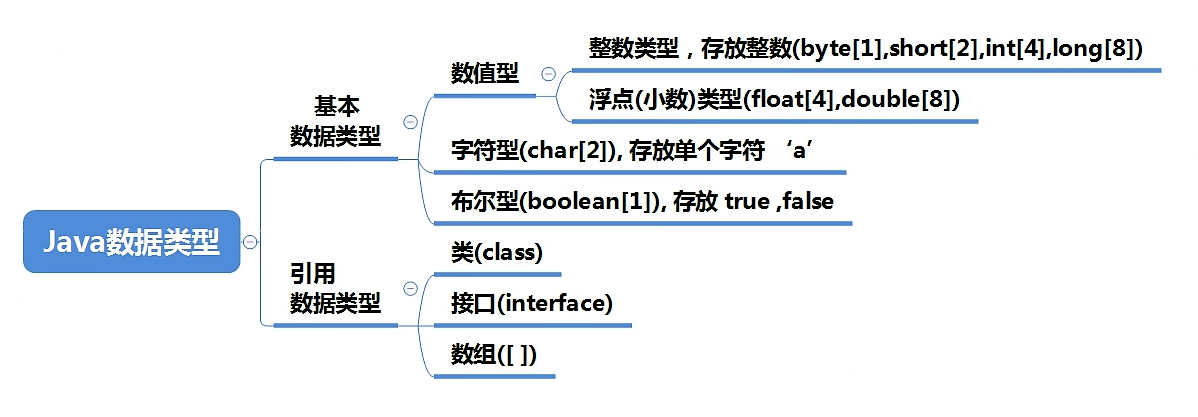 Java数据类型
基本
数据类型
数值型
整数类型，存放整数(byte[1],short[2],int[4],long[8])
浮点(小数)类型(float[4],double[8])
字符型(char[2]), 存放单个字符 ‘a’
布尔型(boolean[1]), 存放 true ,false
引用
数据类型
类(class)
接口(interface)
数组([ ])